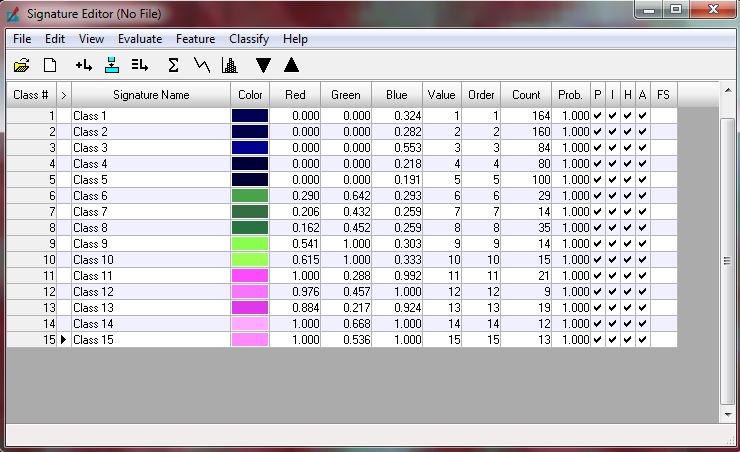 Signature Editor (No File)
File Edit View Evaluate Feature Classify Help
Class # > Signature Name Color Red Green Blue Value Order Count Prob. P I H A FS
1 Class 1 0.000 0.000 0.324 1 1 164 1.000
2 Class 2 0.000 0.000 0.282 2 2 160 1.000
3 Class 3 0.000 0.000 0.553 3 3 84 1.000
4 Class 4 0.000 0.000 0.218 4 4 80 1.000
5 Class 5 0.000 0.000 0.191 5 5 100 1.000
6 Class 6 0.290 0.642 0.293 6 6 29 1.000
7 Class 7 0.206 0.432 0.259 7 7 14 1.000
8 Class 8 0.162 0.452 0.259 8 8 35 1.000
9 Class 9 0.541 1.000 0.303 9 9 14 1.000
10 Class 10 0.615 1.000 0.333 10 10 15 1.000
11 Class 11 1.000 0.288 0.992 11 11 21 1.000
12 Class 12 0.976 0.457 1.000 12 12 9 1.000
13 Class 13 0.884 0.217 0.924 13 13 19 1.000
14 Class 14 1.000 0.668 1.000 14 14 12 1.000
15 Class 15 1.000 0.536 1.000 15 15 13 1.000